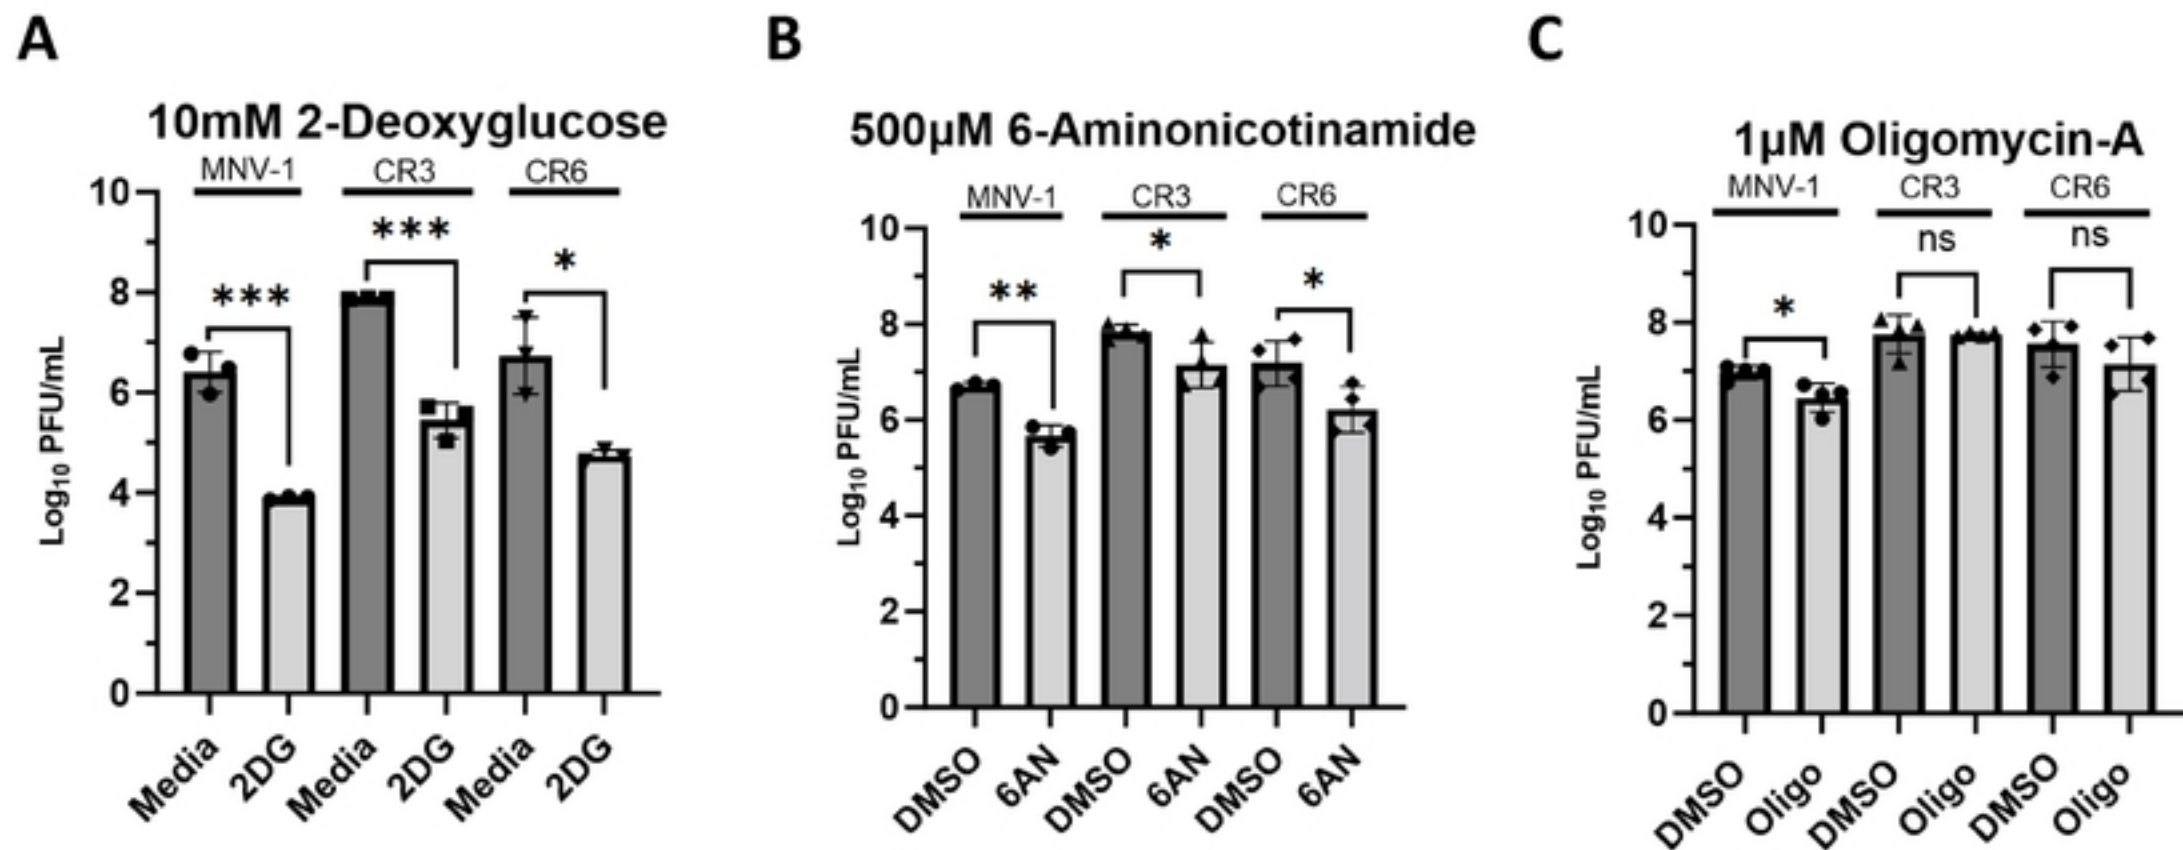 A
10mM 2-Deoxyglucose
MNV-1 CR3 CR6
*** *** *
10
8
6
4
2
0
Log10 PFU/mL
Media 2DG Media 2DG Media 2DG
B
500µM 6-Aminonicotinamide
MNV-1 CR3 CR6
** * *
10
8
6
4
2
0
Log10 PFU/mL
DMSO 6AN DMSO 6AN DMSO 6AN
C
1µM Oligomycin-A
MNV-1 CR3 CR6
* ns ns
10
8
6
4
2
0
Log10 PFU/mL
DMSO Oligo DMSO Oligo DMSO Oligo